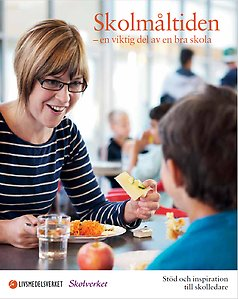 Skolmåltiden
– en viktig del av en bra skola
LIVSMEDELSVERKET
Skolverket
Stöd och inspiration
till skolledare